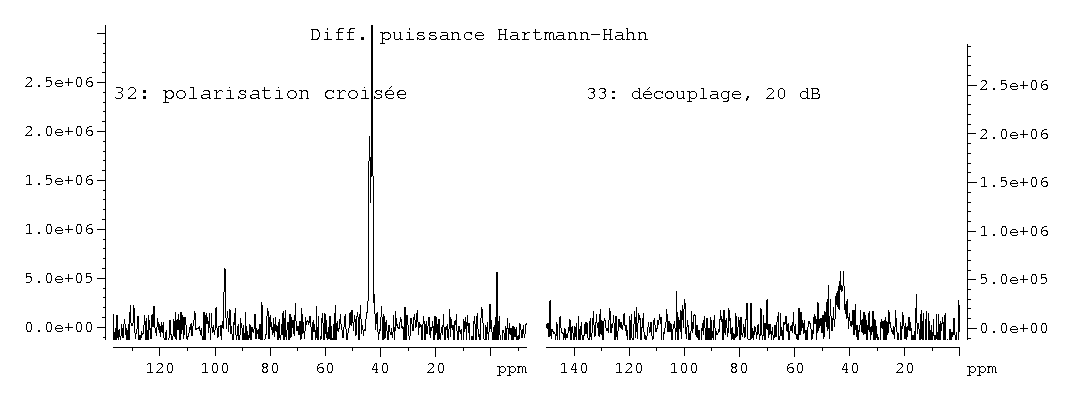 Diff. puissance Hartmann-Hahn
32: polarisation croisée
33: découplage, 20 dB
2.5e+06
2.0e+06
1.5e+06
1.0e+06
5.0e+05
0.0e+00
2.5e+06
2.0e+06
1.5e+06
1.0e+06
5.0e+05
0.0e+00
120 100 80 60 40 20 ppm
140 120 100 80 60 40 20 ppm